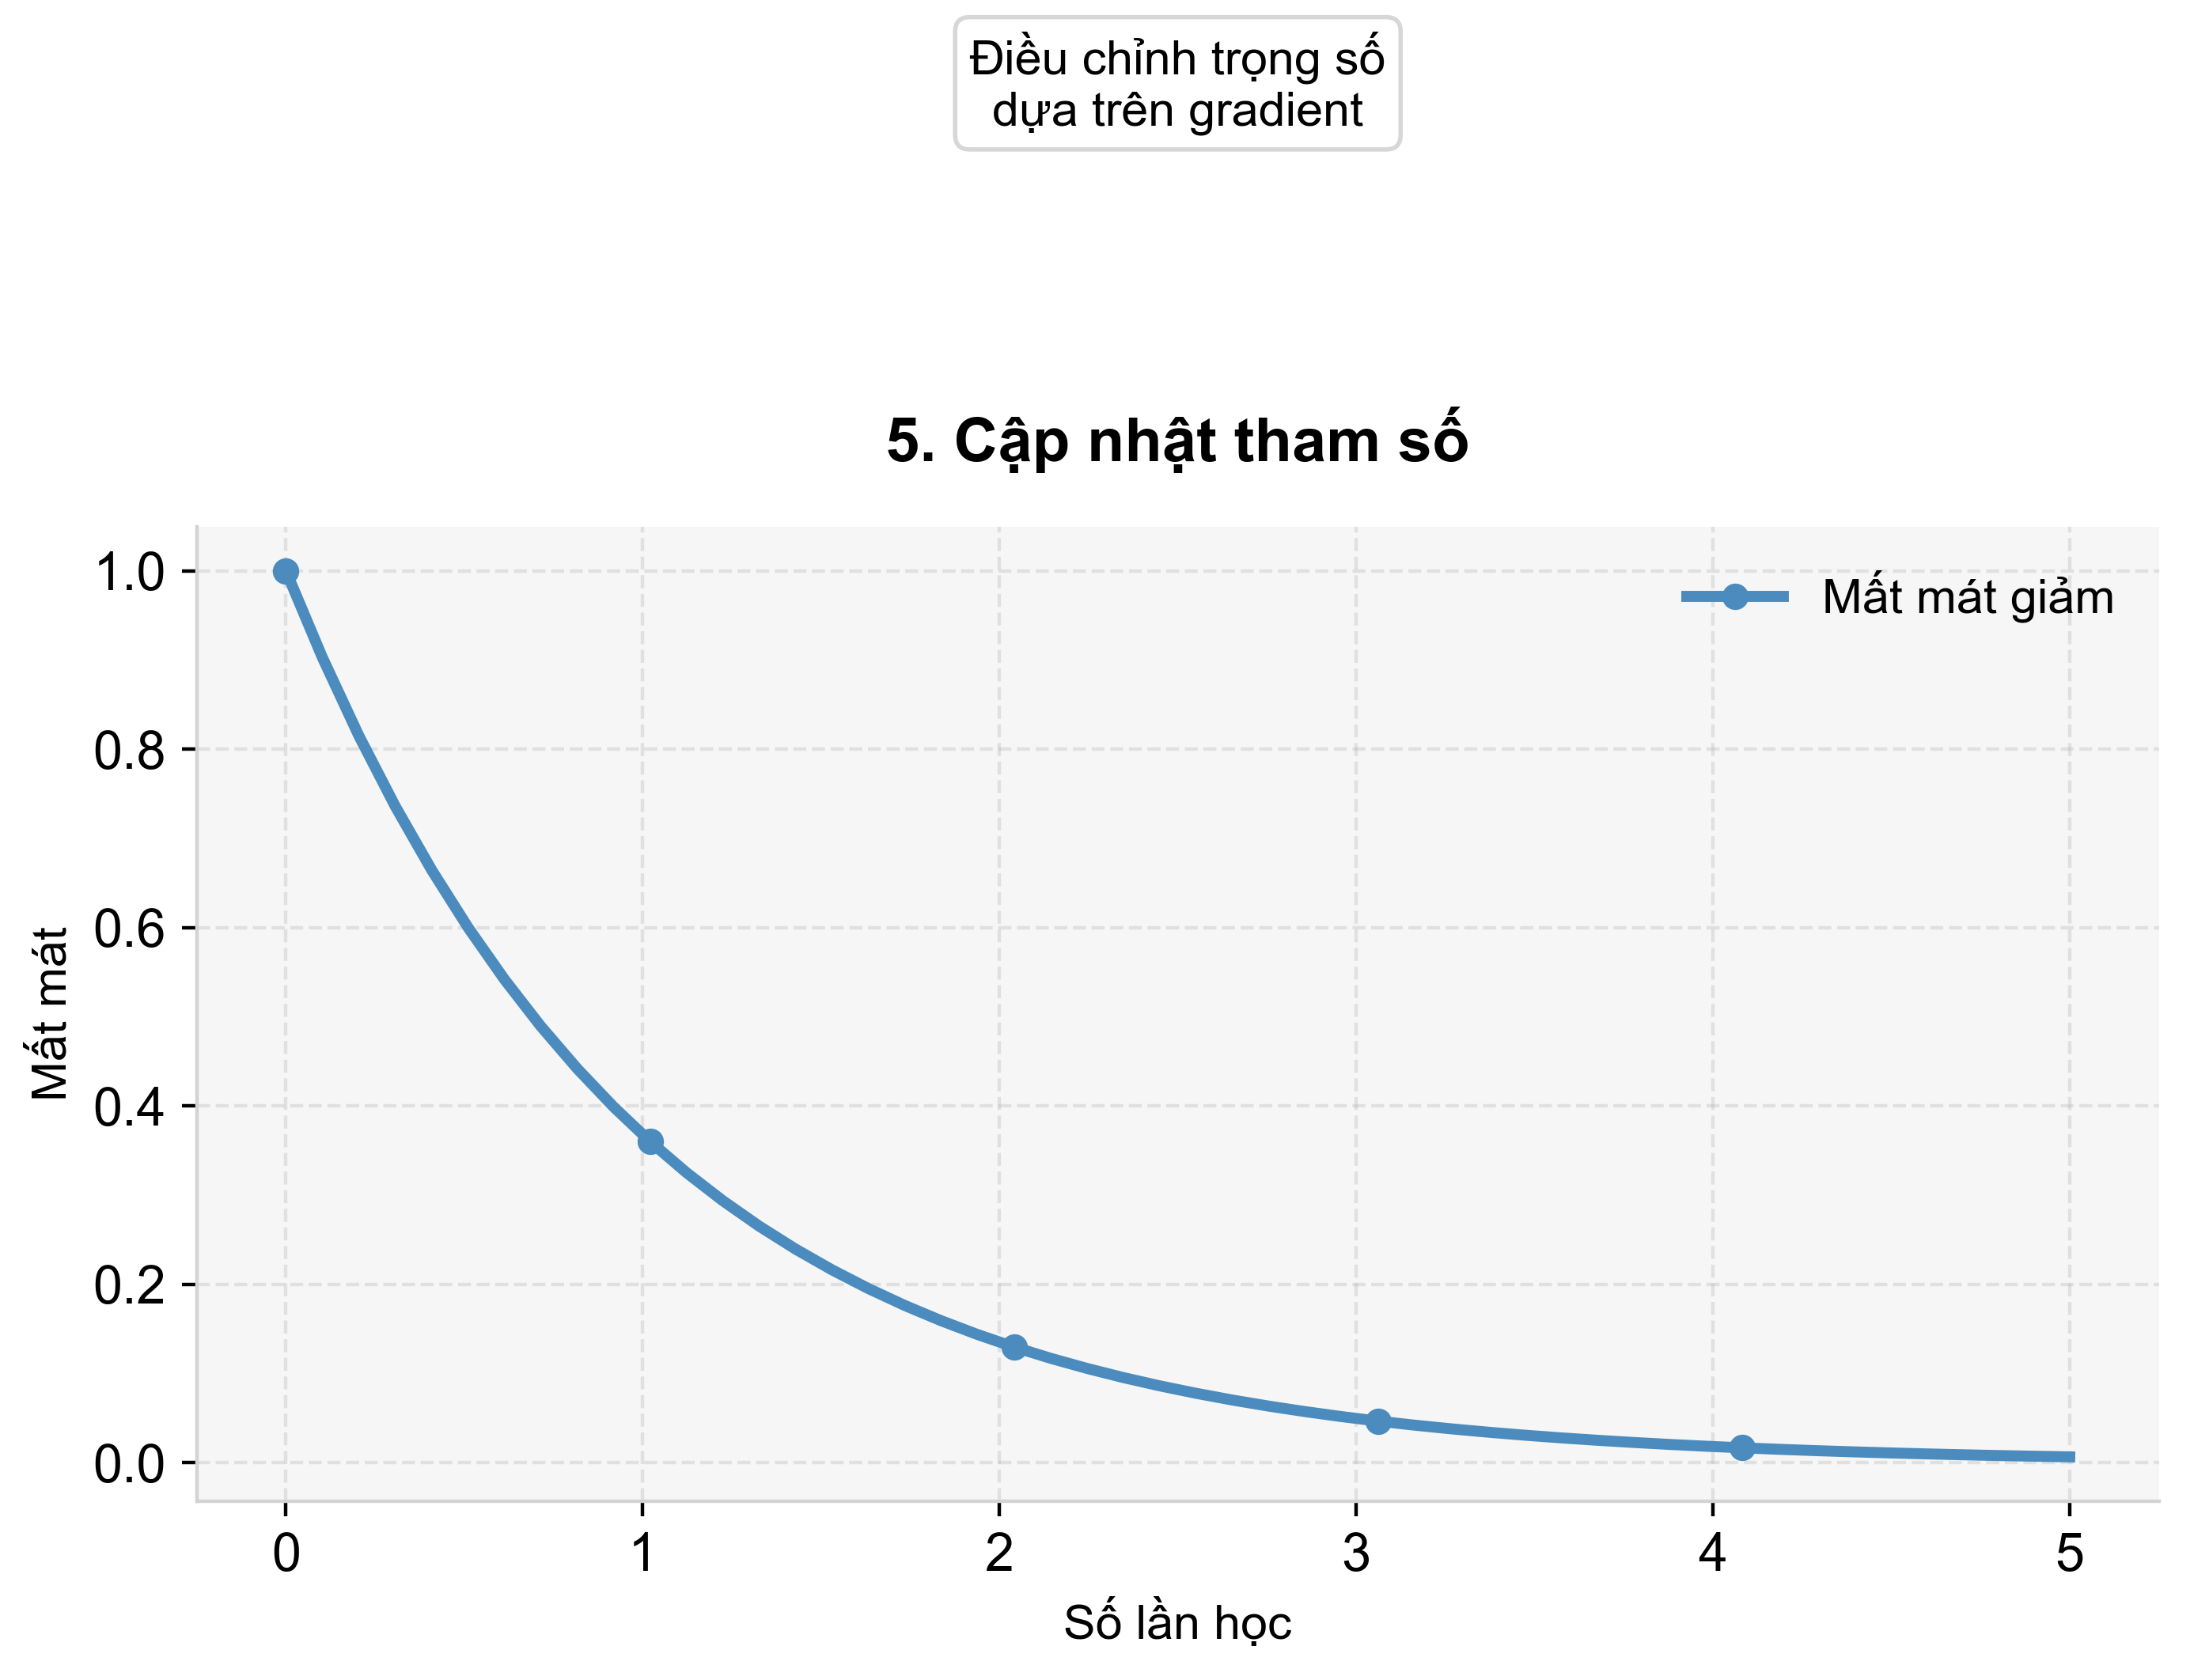 Điều chỉnh trọng số
dựa trên gradient
5. Cập nhật tham số
Mất mát giảm
Mất mát
1.0
0.8
0.6
0.4
0.2
0.0
0 1 2 3 4 5
Số lần học